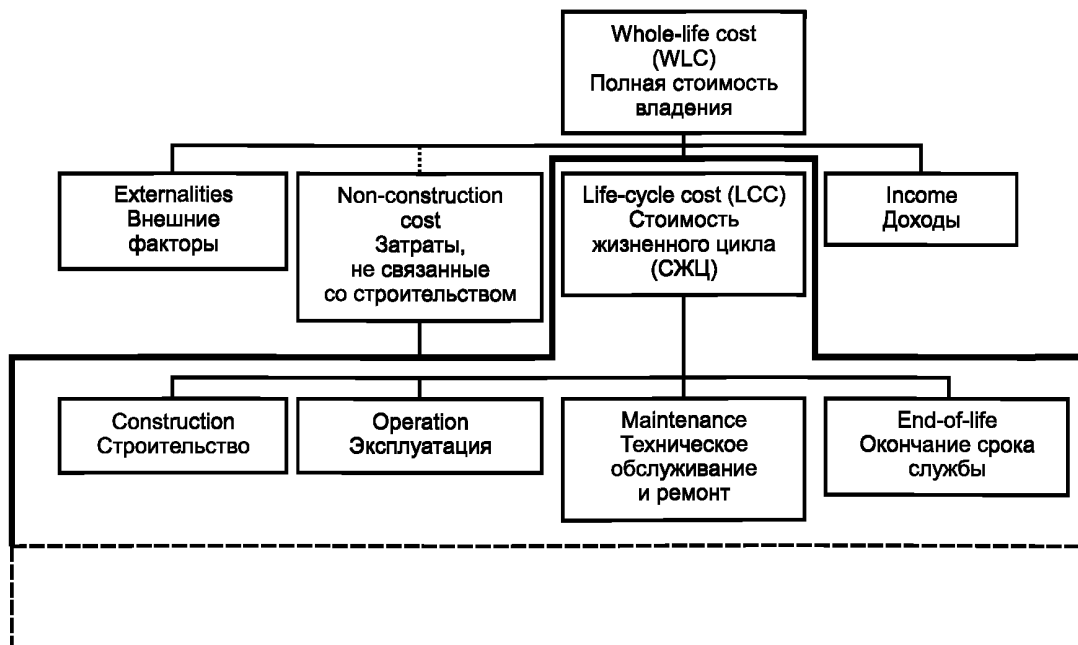 Whole-life cost
(WLC)
Полная стоимость
владения
Externalities
Внешние
факторы
Non-construction
cost
Затраты,
не связанные
со строительством
Life-cycle cost (LCC)
Стоимость
жизненного цикла
(СЖЦ)
Income
Доходы
Construction
Строительство
Operation
Эксплуатация
Maintenance
Техническое
обслуживание
и ремонт
End-of-life
Окончание срока
службы